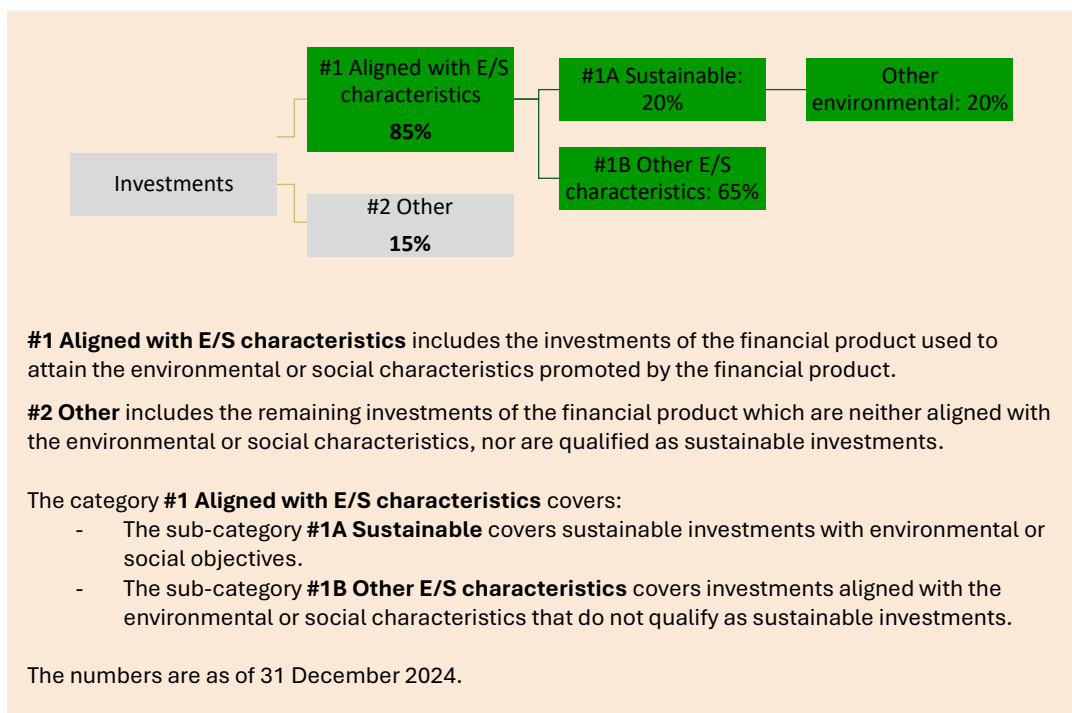 #1 Aligned with E/S
characteristics
85%
#1A Sustainable:
20%
Other
environmental: 20%
Investments
#1B Other E/S
characteristics: 65%
#2 Other
15%
#1 Aligned with E/S characteristics includes the investments of the financial product used to
attain the environmental or social characteristics promoted by the financial product.
#2 Other includes the remaining investments of the financial product which are neither aligned with
the environmental or social characteristics, nor are qualified as sustainable investments.
The category #1 Aligned with E/S characteristics covers:
- The sub-category #1A Sustainable covers sustainable investments with environmental or
social objectives.
- The sub-category #1B Other E/S characteristics covers investments aligned with the
environmental or social characteristics that do not qualify as sustainable investments.
The numbers are as of 31 December 2024.